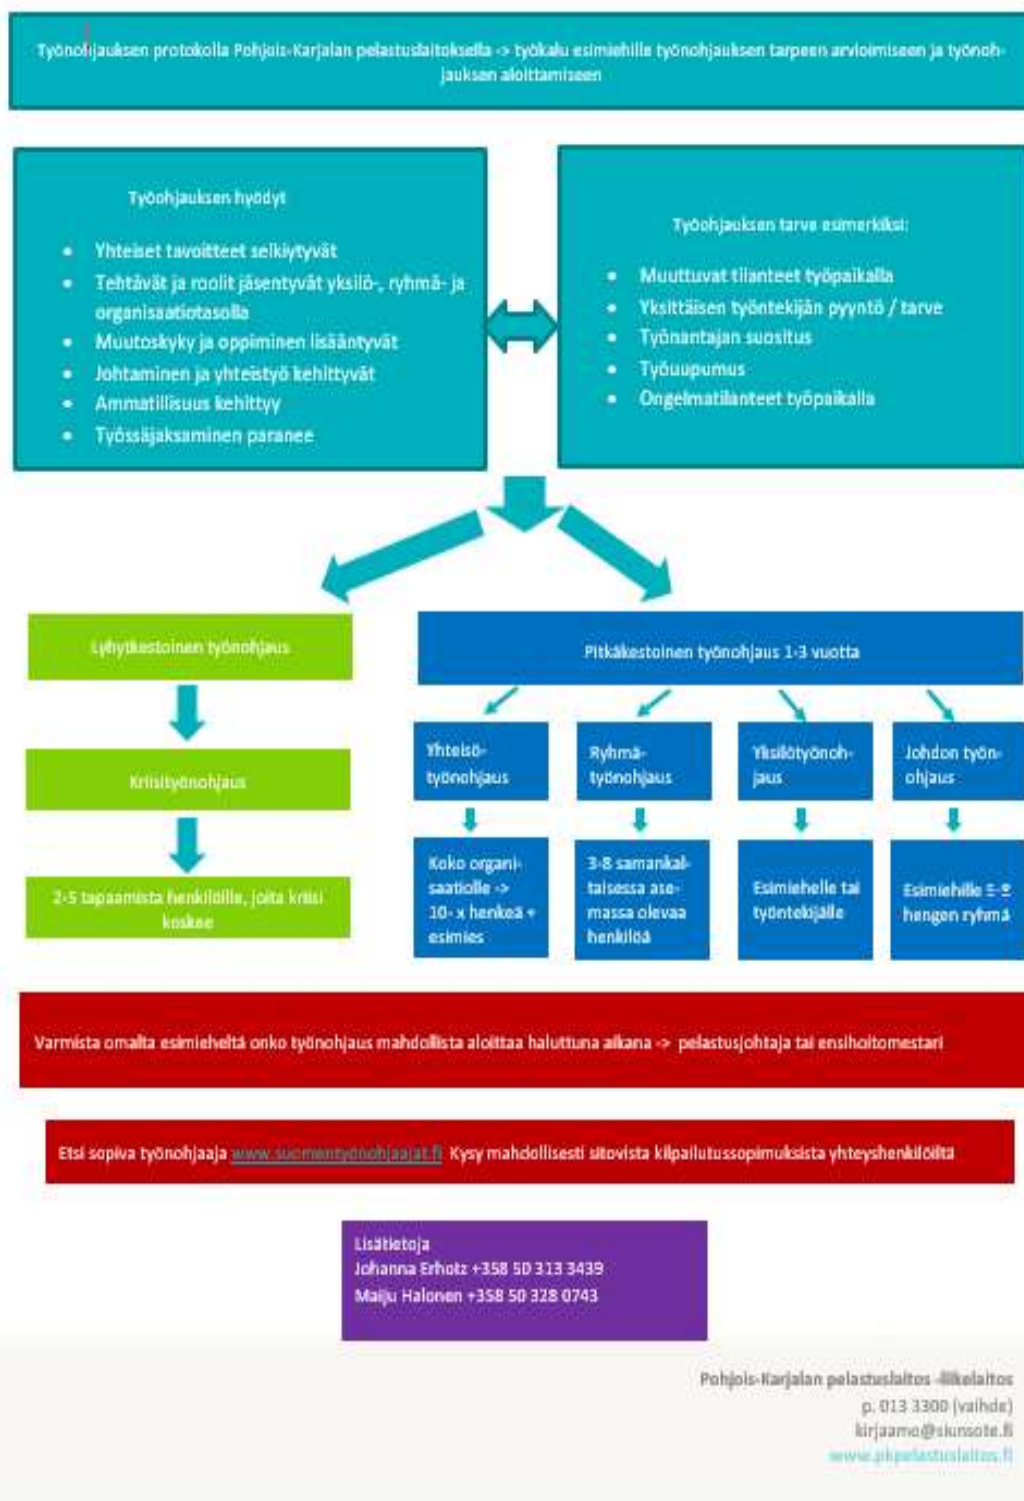 Työnohjauksen protokolla Pohjois-Karjalan pelastuslaitoksella -> työkalu esimiehille työnohjauksen tarpeen arvioimiseen ja työnoh-
jauksen aloittamiseen
Työohjauksen hyödyt
• Yhteiset tavoitteet selkiytyvät
• Tehtävät ja roolit jäsentyvät yksilö-, ryhmä- ja
organisaatiotasolla
• Muutoskyky ja oppiminen lisääntyvät
• Johtaminen ja yhteistyö kehittyvät
• Ammatillisuus kehittyy
• Työssäjaksaminen paranee
Työohjauksen tarve esimerkiksi:
• Muuttuvat tilanteet työpaikalla
• Yksittäisen työntekijän pyyntö / tarve
• Työnantajan suositus
• Työuupumus
• Ongelmatilanteet työpaikalla
Lyhytkestoinen työnohjaus
Kriisityönohjaus
2-5 tapaamista henkilöille, joita kriisi
koskee
Pitkäkestoinen työnohjaus 1-3 vuotta
Yhteisö-
työnohjaus
Ryhmä-
työnohjaus
Yksilötyönoh-
jaus
Johdon työn-
ohjaus
Koko organi-
saatiolle ->
10- x henkeä +
esimies
3-8 samankal-
taisessa ase-
massa olevaa
henkilöä
Esimiehelle tai
työntekijälle
Esimiehille
hengen ryhmä
Varmista omalta esimieheltä onko työnohjaus mahdollista aloittaa haluttuna aikana -> pelastusjohtaja tai ensihoitomestari
Etsi sopiva työnohjaaja www.suomentyönohjaajat.fi Kysy mahdollisesti sitovista kilpailutussopimuksista yhteyshenkilöiltä
Lisätietoja
Johanna Erhotz +358 50 313 3439
Maiju Halonen +358 50 328 0743
Pohjois-Karjalan pelastuslaitos -liikelaitos
p. 013 3300 (vaihde)
kirjaamo@siunsote.fi
www.pkpelastuslaitos.fi